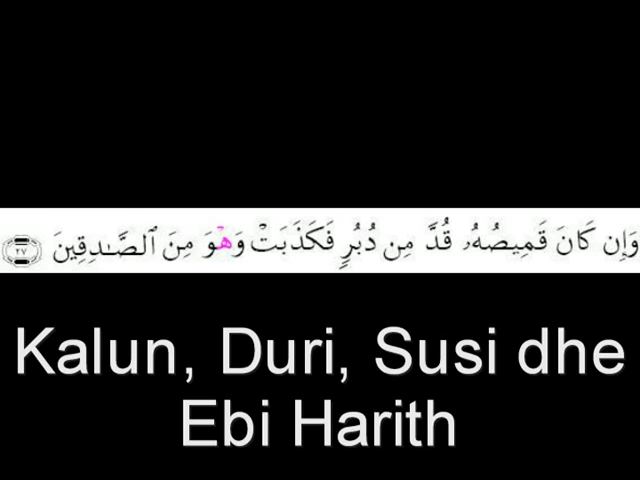 وَإِن كَانَ قَمِيصُهُۥ قُدَّ مِن دُبُرٍ فَكَذَبَتْ وَهْوَ مِنَ ٱلصَّـٰدِقِينَ ٢٧
Kalun, Duri, Susi dhe
Ebi Harith